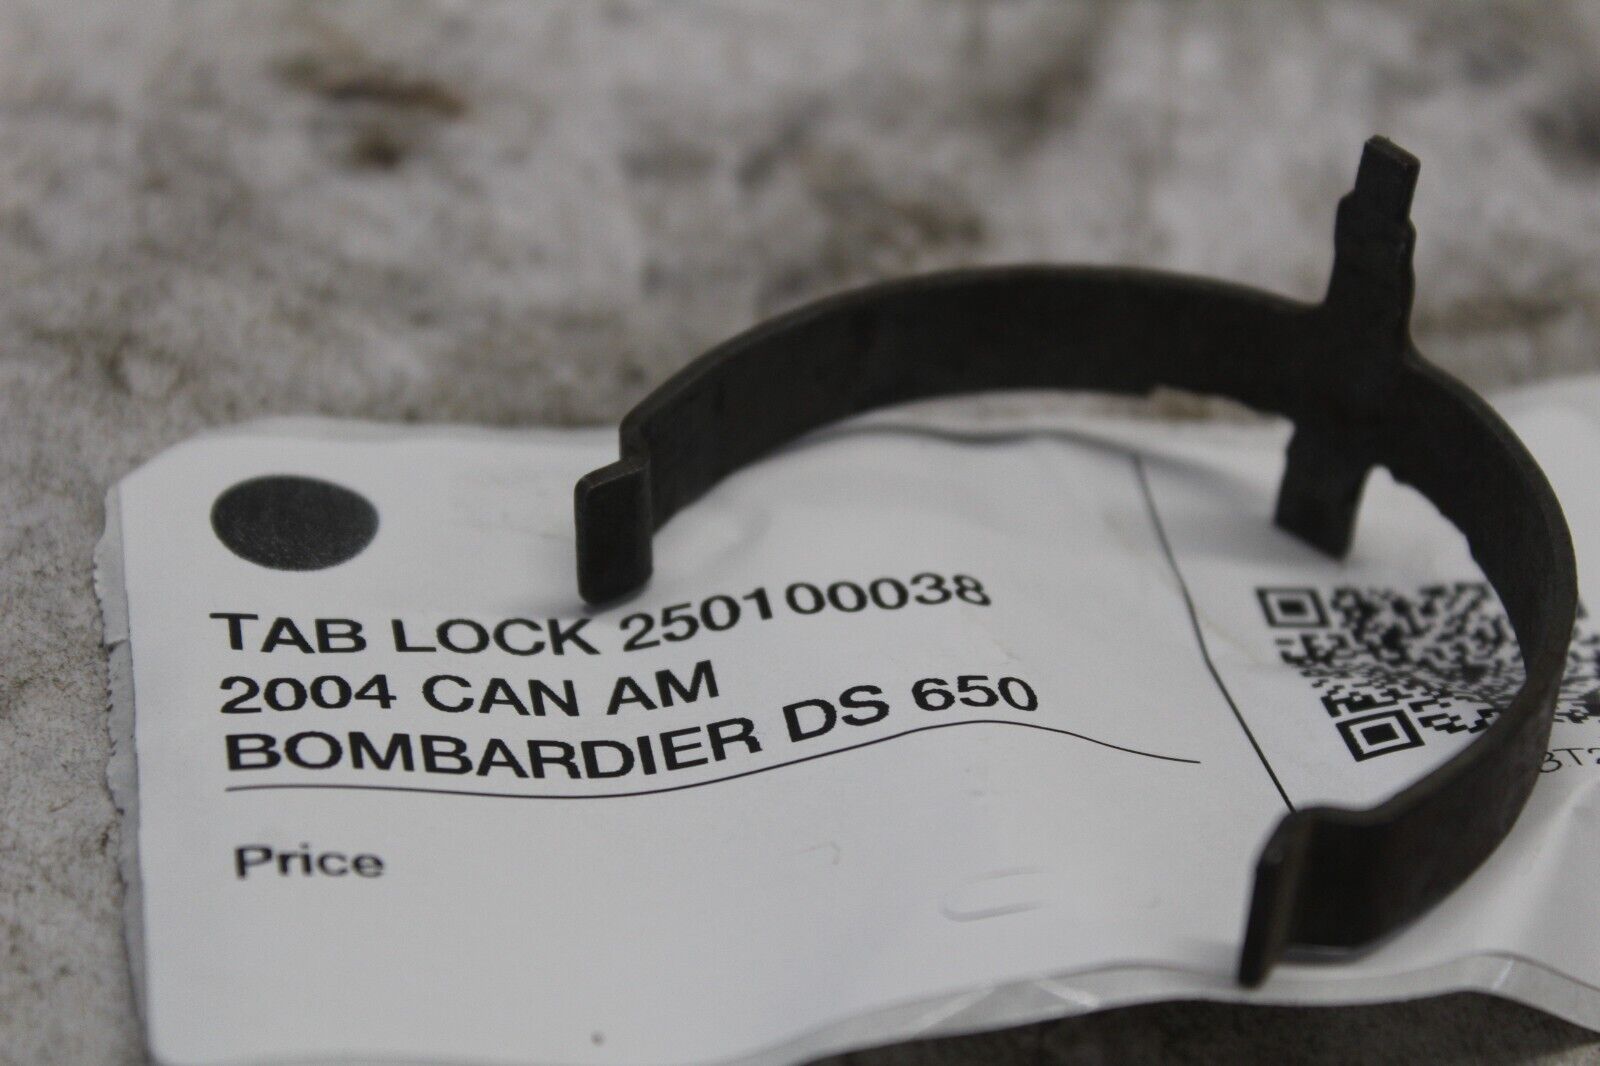 TAB LOCK 250100038
2004 CAN AM
BOMBARDIER DS 650
Price